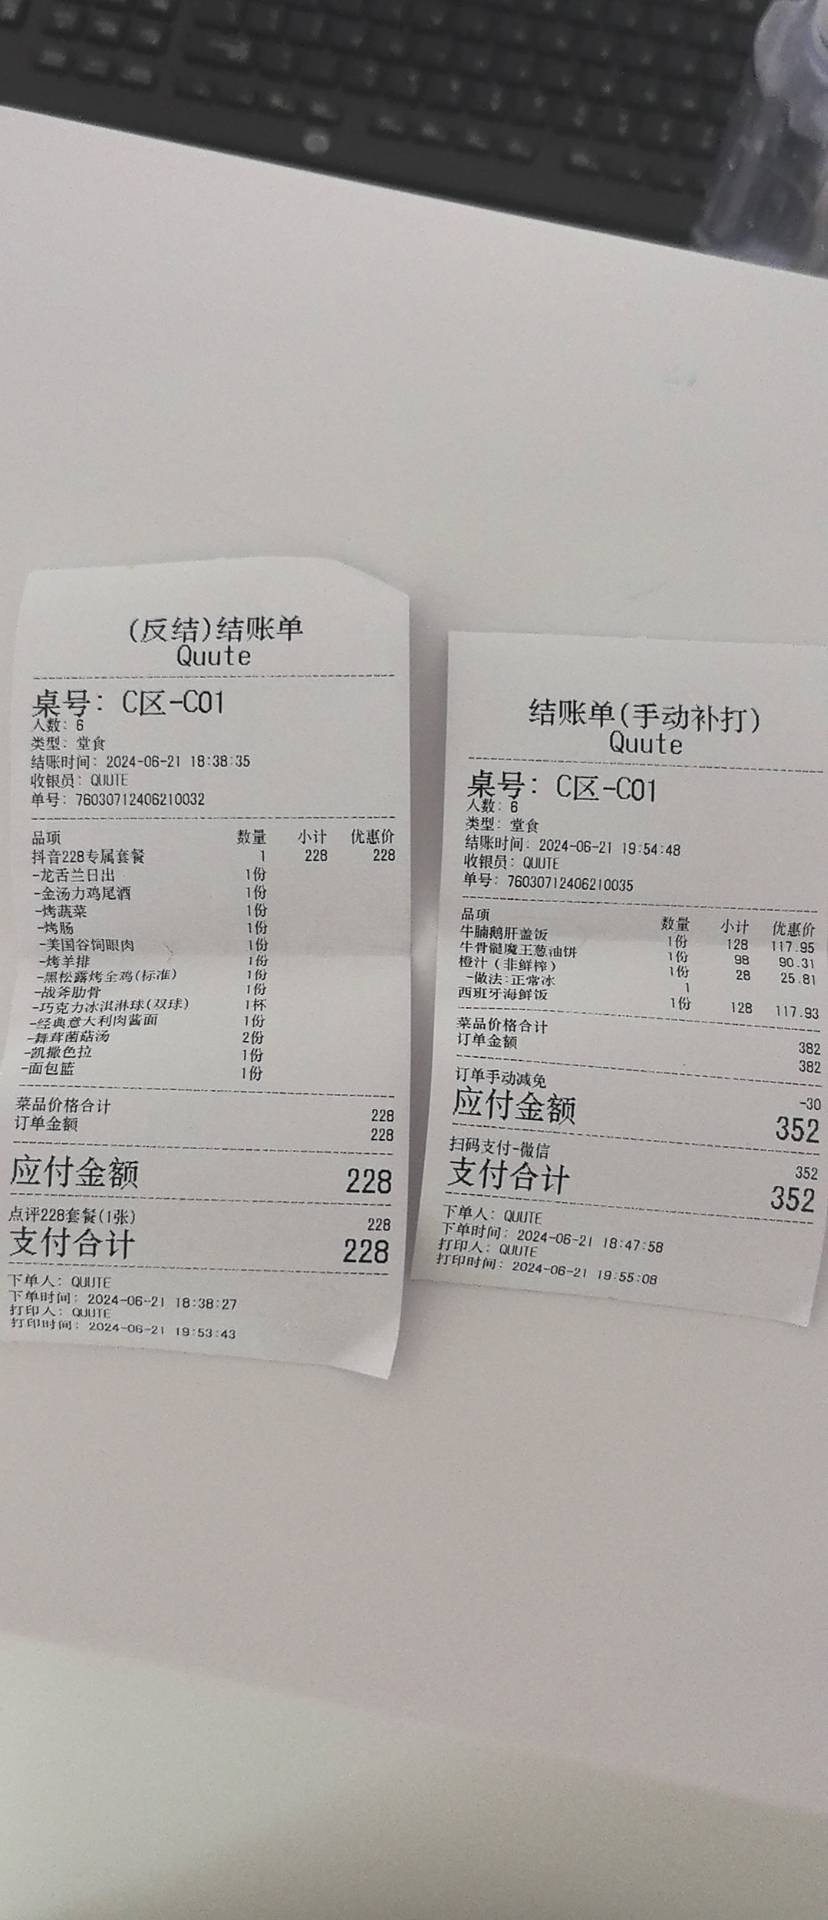 (反结)结账单
Quute
桌号: C区-C01
人数: 6
类型: 堂食
结账时间: 2024-06-21 18:38:35
收银员: QUUTE
单号: 76030712406210032
品项 数量 小计 优惠价
抖音228专属套餐 1 228 228
-龙舌兰日出 1份
-金汤力鸡尾酒 1份
-烤蔬菜 1份
-烤肠 1份
-美国谷饲眼肉 1份
-烤羊排 1份
-黑松露烤全鸡(标准) 1份
-战斧肋骨 1份
-巧克力冰淇淋球(双球) 1杯
-经典意大利肉酱面 1份
-舞茸菌菇汤 2份
-凯撒色拉 1份
-面包篮 1份
菜品价格合计 228
订单金额 228
应付金额 228
点评228套餐(1张) 228
支付合计 228
下单人: QUUTE
下单时间: 2024-06-21 18:38:27
打印人: QUUTE
打印时间: 2024-06-21 19:53:43
结账单(手动补打)
Quute
桌号: C区-C01
人数: 6
类型: 堂食
结账时间: 2024-06-21 19:54:48
收银员: QUUTE
单号: 76030712406210035
品项 数量 小计 优惠价
牛腩鹅肝盖饭 1份 128 117.95
牛骨髓魔王葱油饼 1份 98 90.31
橙汁(非鲜榨) 1份 28 25.81
-做法:正常冰 1
西班牙海鲜饭 1份 128 117.93
菜品价格合计 382
订单金额 382
订单手动减免 -30
应付金额 352
扫码支付-微信 352
支付合计 352
下单人: QUUTE
下单时间: 2024-06-21 18:47:58
打印人: QUUTE
打印时间: 2024-06-21 19:55:08